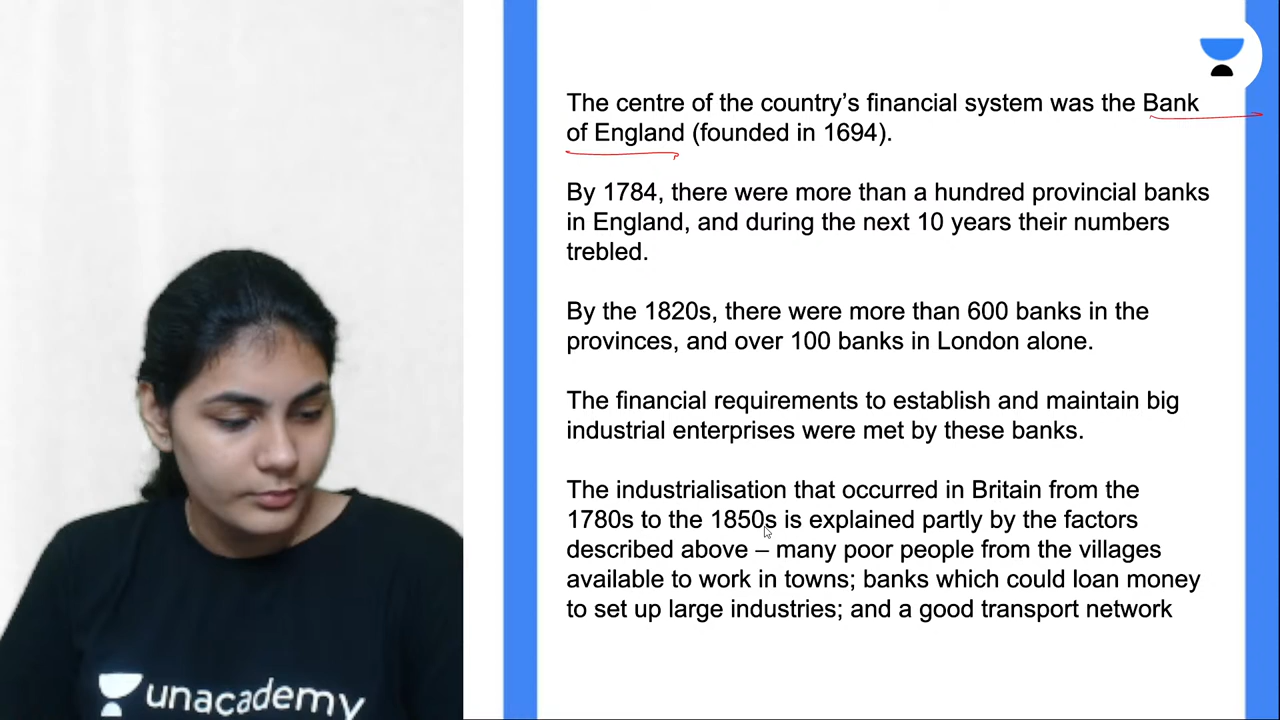 The centre of the country’s financial system was the Bank
of England (founded in 1694).
By 1784, there were more than a hundred provincial banks
in England, and during the next 10 years their numbers
trebled.
By the 1820s, there were more than 600 banks in the
provinces, and over 100 banks in London alone.
The financial requirements to establish and maintain big
industrial enterprises were met by these banks.
The industrialisation that occurred in Britain from the
1780s to the 1850s is explained partly by the factors
described above – many poor people from the villages
available to work in towns; banks which could loan money
to set up large industries; and a good transport network
unacademy